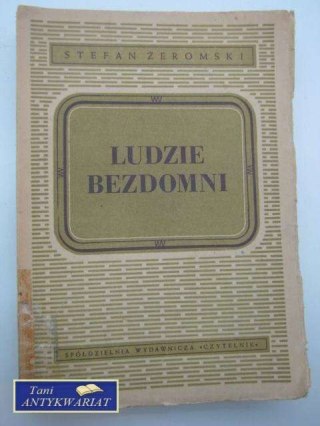 STEFAN ŻEROMSKI
LUDZIE
BEZDOMNI
SPÓŁDZIELNIA WYDAWNICZA «CZYTELNIK»
Tani
ANTYKWARIAT